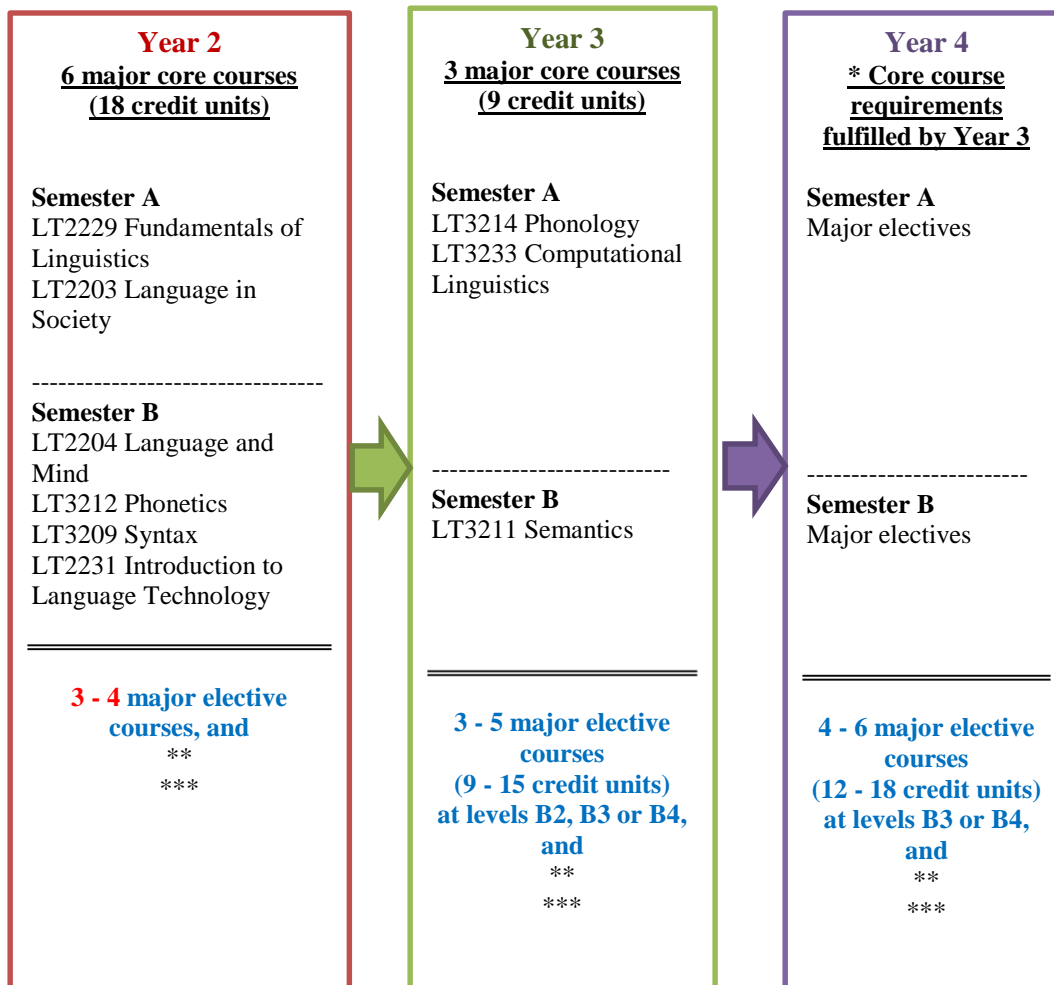 Year 2
6 major core courses
(18 credit units)
Semester A
LT2229 Fundamentals of
Linguistics
LT2203 Language in
Society
---------------------------------
Semester B
LT2204 Language and
Mind
LT3212 Phonetics
LT3209 Syntax
LT2231 Introduction to
Language Technology
3 - 4 major elective
courses, and
**
***
Year 3
3 major core courses
(9 credit units)
Semester A
LT3214 Phonology
LT3233 Computational
Linguistics
---------------------------
Semester B
LT3211 Semantics
3 - 5 major elective
courses
(9 - 15 credit units)
at levels B2, B3 or B4,
and
**
***
Year 4
* Core course
requirements
fulfilled by Year 3
Semester A
Major electives
-------------------------
Semester B
Major electives
4 - 6 major elective
courses
(12 - 18 credit units)
at levels B3 or B4,
and
**
***